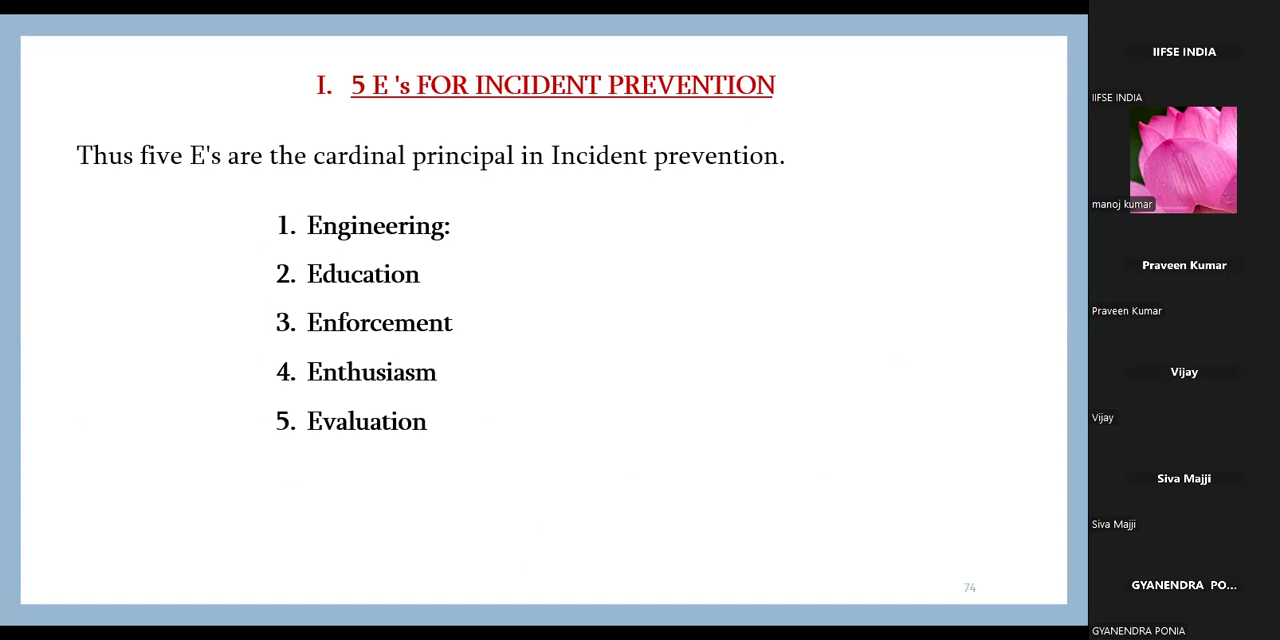 I. 5 E 's FOR INCIDENT PREVENTION
Thus five E's are the cardinal principal in Incident prevention.
1. Engineering:
2. Education
3. Enforcement
4. Enthusiasm
5. Evaluation
74
IIFSE INDIA
IIFSE INDIA
manoj kumar
Praveen Kumar
Praveen Kumar
Vijay
Vijay
Siva Majji
Siva Majji
GYANENDRA PO...
GYANENDRA PONIA